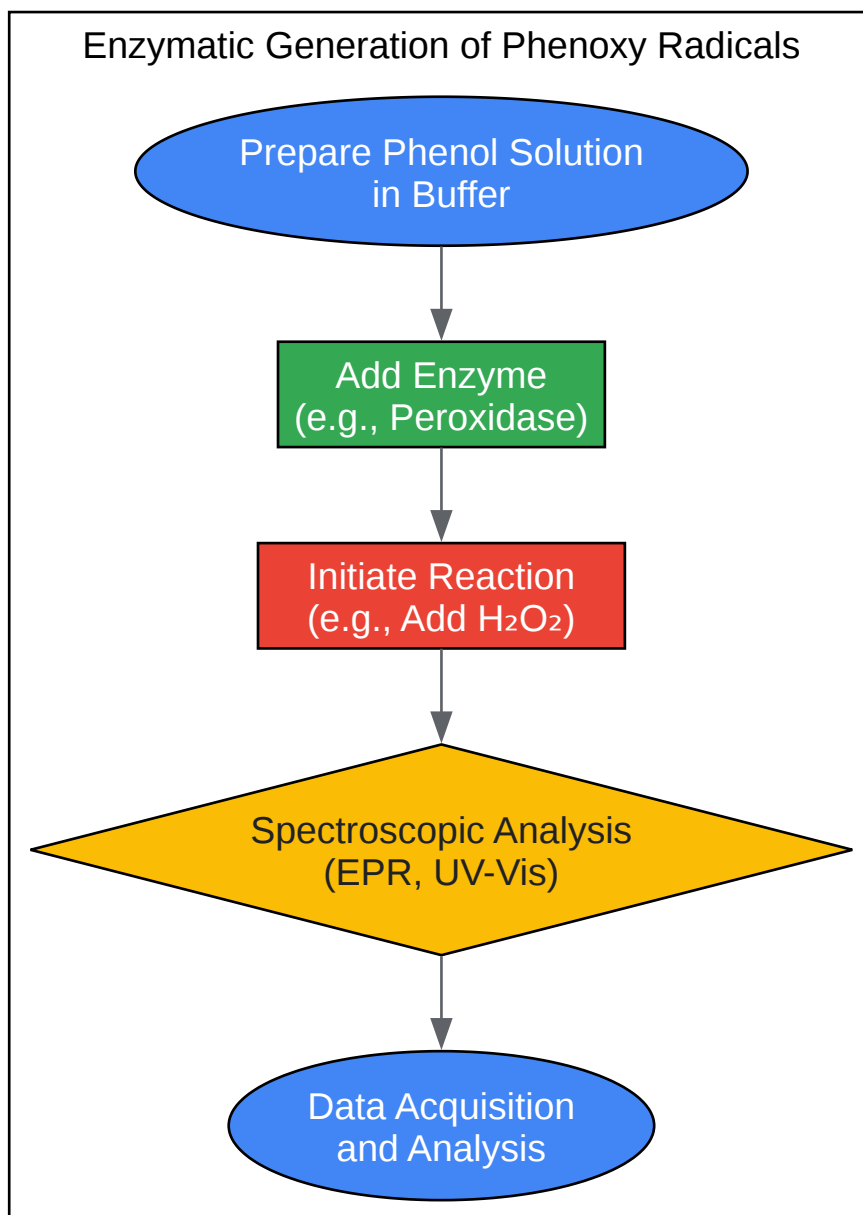 Enzymatic Generation of Phenoxy Radicals
Prepare Phenol Solution
in Buffer
Add Enzyme
(e.g., Peroxidase)
Initiate Reaction
(e.g., Add H₂O₂)
Spectroscopic Analysis
(EPR, UV-Vis)
Data Acquisition
and Analysis